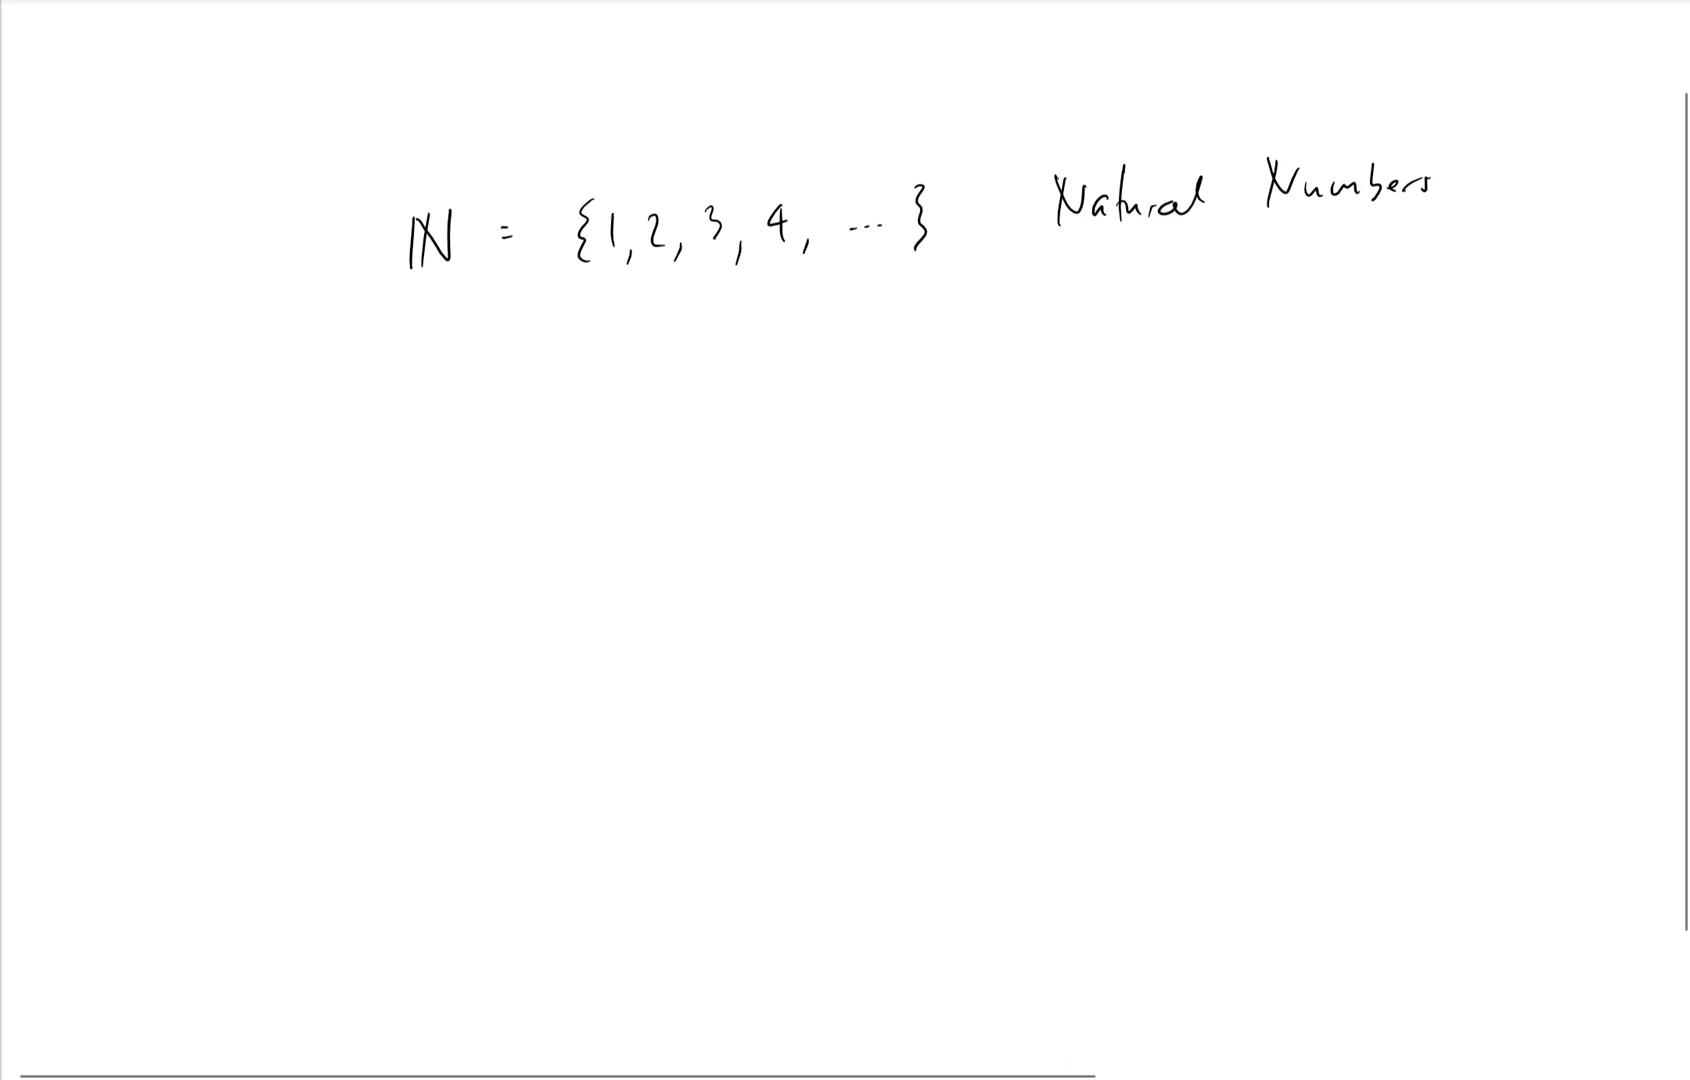 ℕ = {1, 2, 3, 4, ...} Natural Numbers